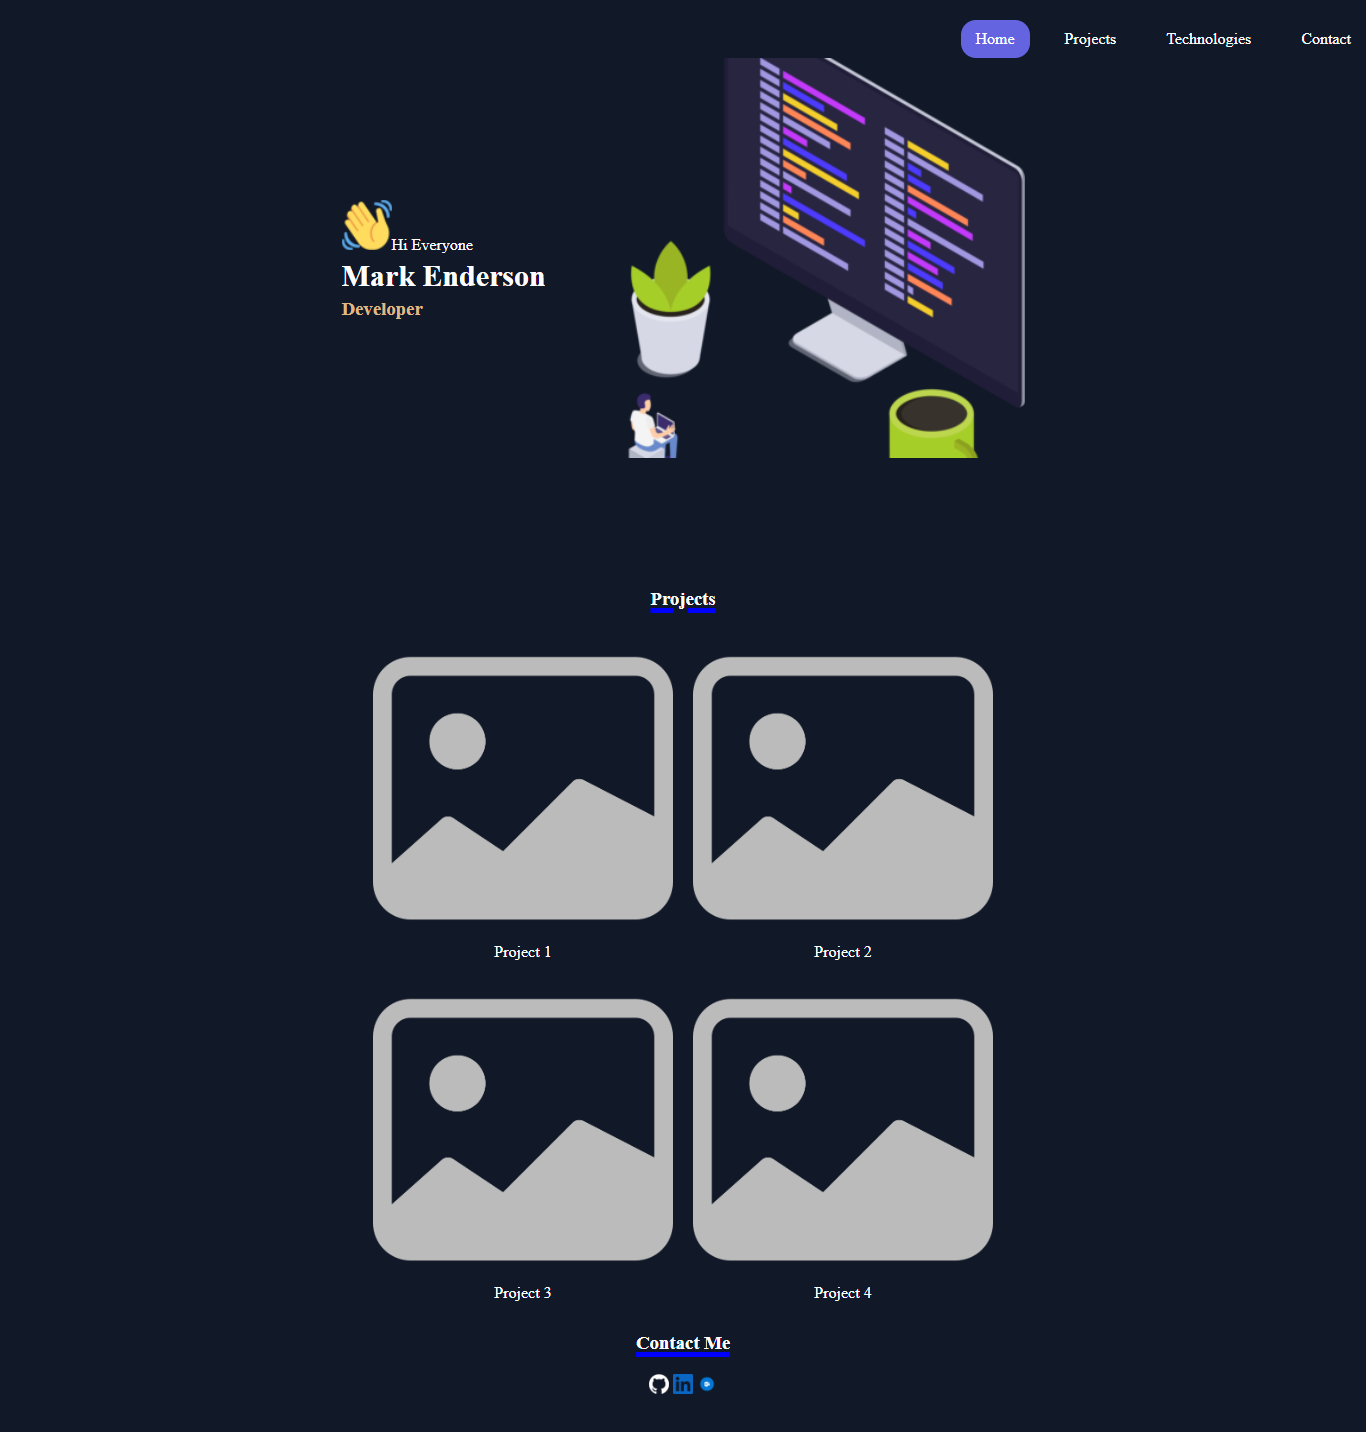 Home Projects Technologies Contact
Hi Everyone
Mark Enderson
Developer
Projects
Project 1 Project 2
Project 3 Project 4
Contact Me
in